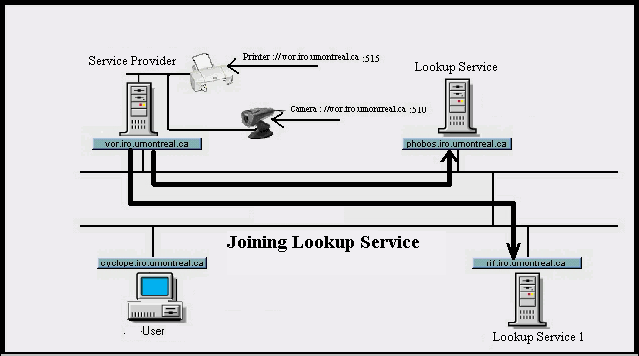 Printer ://vor.iro.umontreal.ca :515
Service Provider
Lookup Service
Camera : //vor.iro.umontreal.ca :510
vor.iro.umontreal.ca
phobos.iro.umontreal.ca
Joining Lookup Service
cyclope.iro.umontreal.ca
rif.iro.umontreal.ca
User
Lookup Service 1